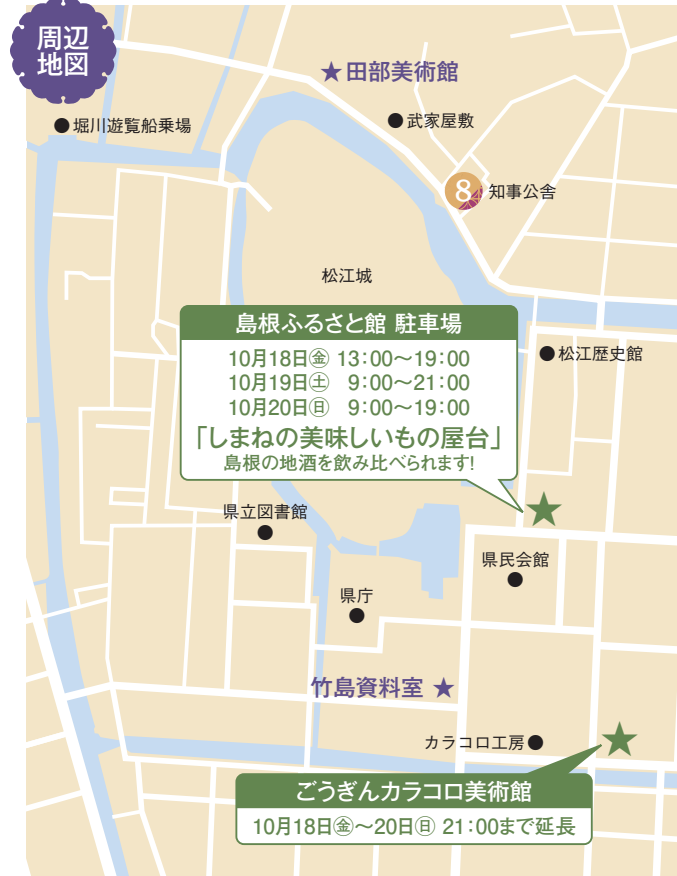 周辺
地図
★田部美術館
●堀川遊覧船乗場
●武家屋敷
8 知事公舎
松江城
島根ふるさと館 駐車場
10月18日㊎ 13:00〜19:00
10月19日㊏ 9:00〜21:00
10月20日㊐ 9:00〜19:00
「しまねの美味しいもの屋台」
島根の地酒を飲み比べられます!
●松江歴史館
県立図書館
県民会館
県庁
竹島資料室 ★
カラコロ工房●
ごうぎんカラコロ美術館
10月18日㊎〜20日㊐ 21:00まで延長